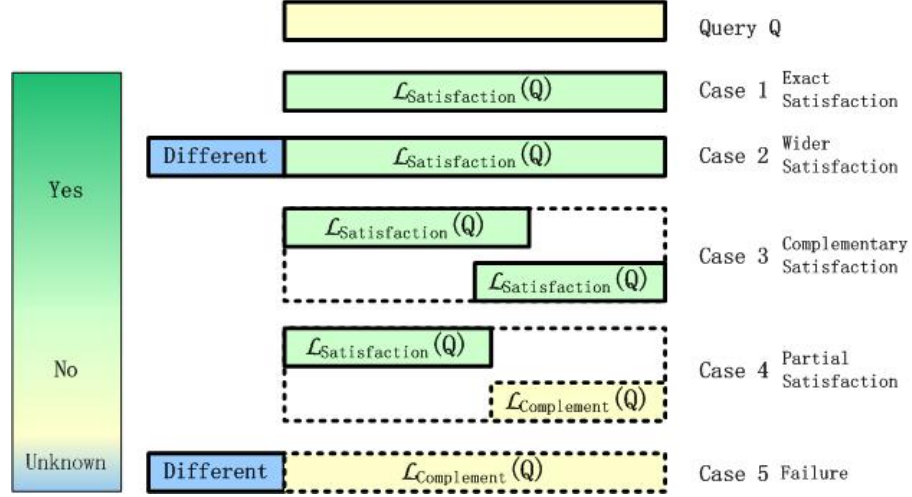 Query Q
ℒSatisfaction(Q)
Case 1 Exact Satisfaction
Different
ℒSatisfaction(Q)
Case 2 Wider Satisfaction
Yes
ℒSatisfaction(Q)
ℒSatisfaction(Q)
Case 3 Complementary Satisfaction
No
ℒSatisfaction(Q)
ℒComplement(Q)
Case 4 Partial Satisfaction
Unknown
Different
ℒComplement(Q)
Case 5 Failure